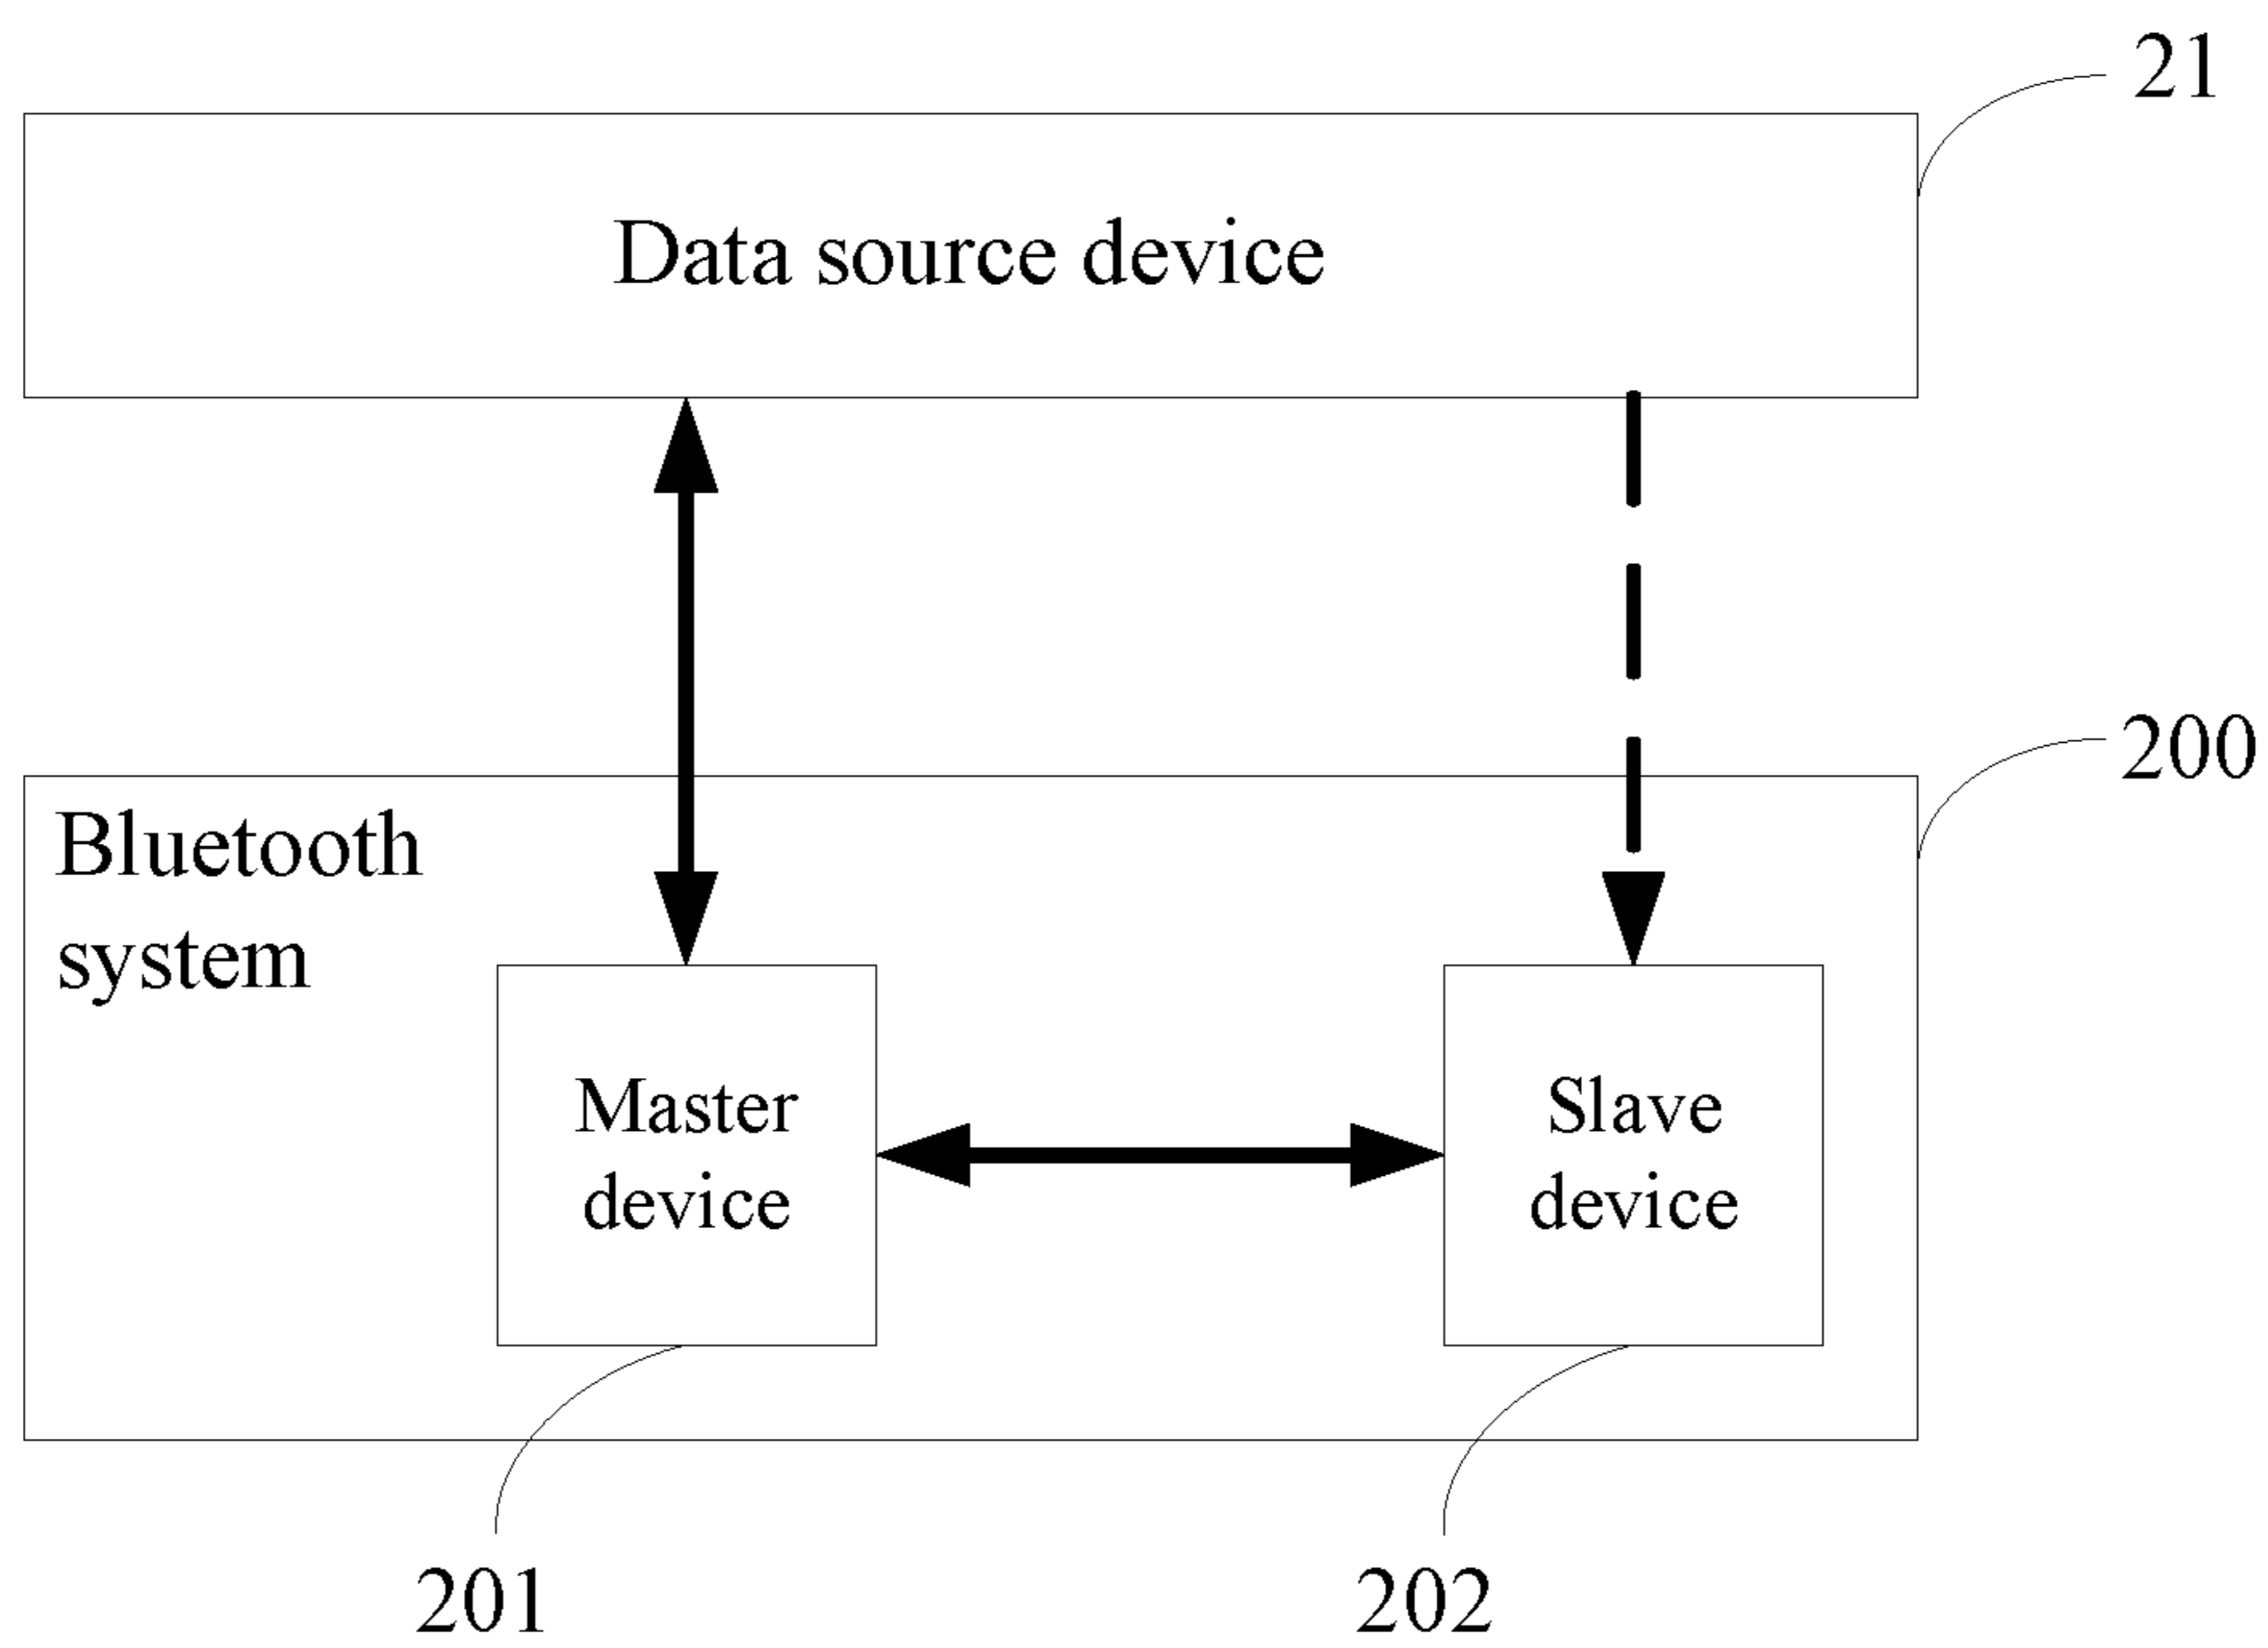 21
Data source device
200
Bluetooth
system
Master
device
Slave
device
201
202